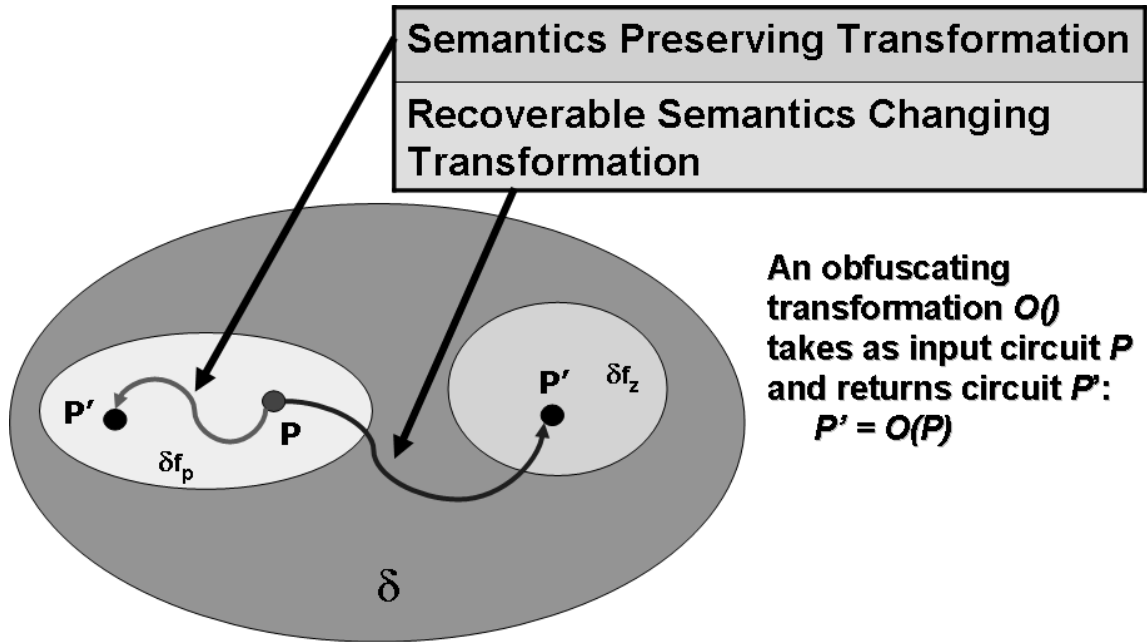 Semantics Preserving Transformation
Recoverable Semantics Changing
Transformation
An obfuscating
transformation O()
takes as input circuit P
and returns circuit P’:
P’ = O(P)
P’
P
δfp
P’
δfz
δ